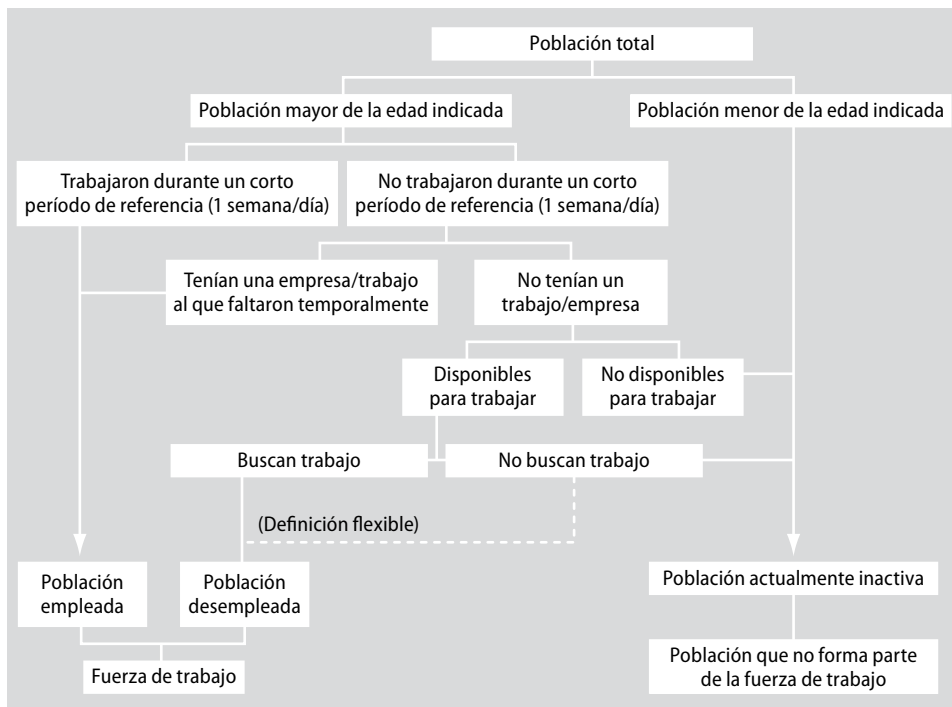 Población total
Población mayor de la edad indicada
Población menor de la edad indicada
Trabajaron durante un corto
período de referencia (1 semana/día)
No trabajaron durante un corto
período de referencia (1 semana/día)
Tenían una empresa/trabajo
al que faltaron temporalmente
No tenían un
trabajo/empresa
Disponibles
para trabajar
No disponibles
para trabajar
Buscan trabajo
No buscan trabajo
(Definición flexible)
Población
empleada
Población
desempleada
Población actualmente inactiva
Fuerza de trabajo
Población que no forma parte
de la fuerza de trabajo